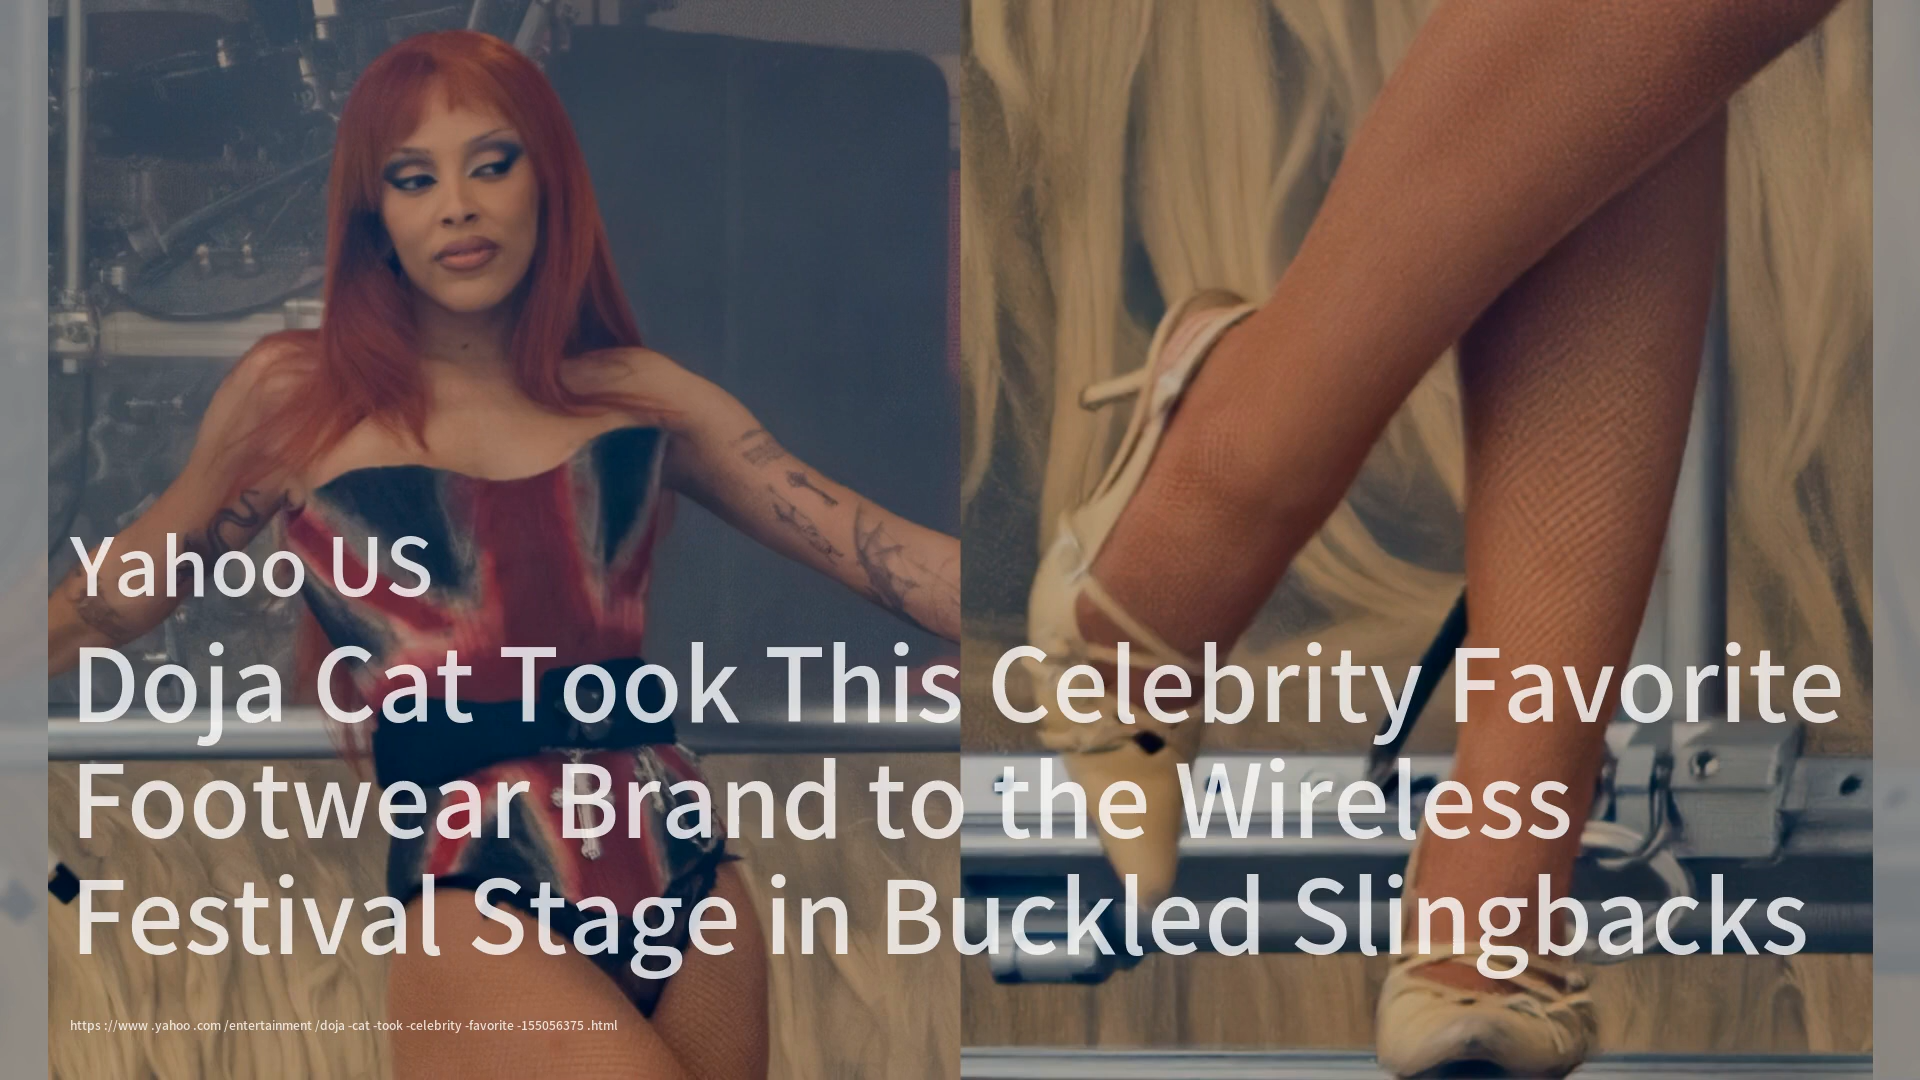 Yahoo US
Doja Cat Took This Celebrity Favorite
Footwear Brand to the Wireless
Festival Stage in Buckled Slingbacks
https ://www .yahoo .com /entertainment /doja -cat -took -celebrity -favorite -155056375 .html